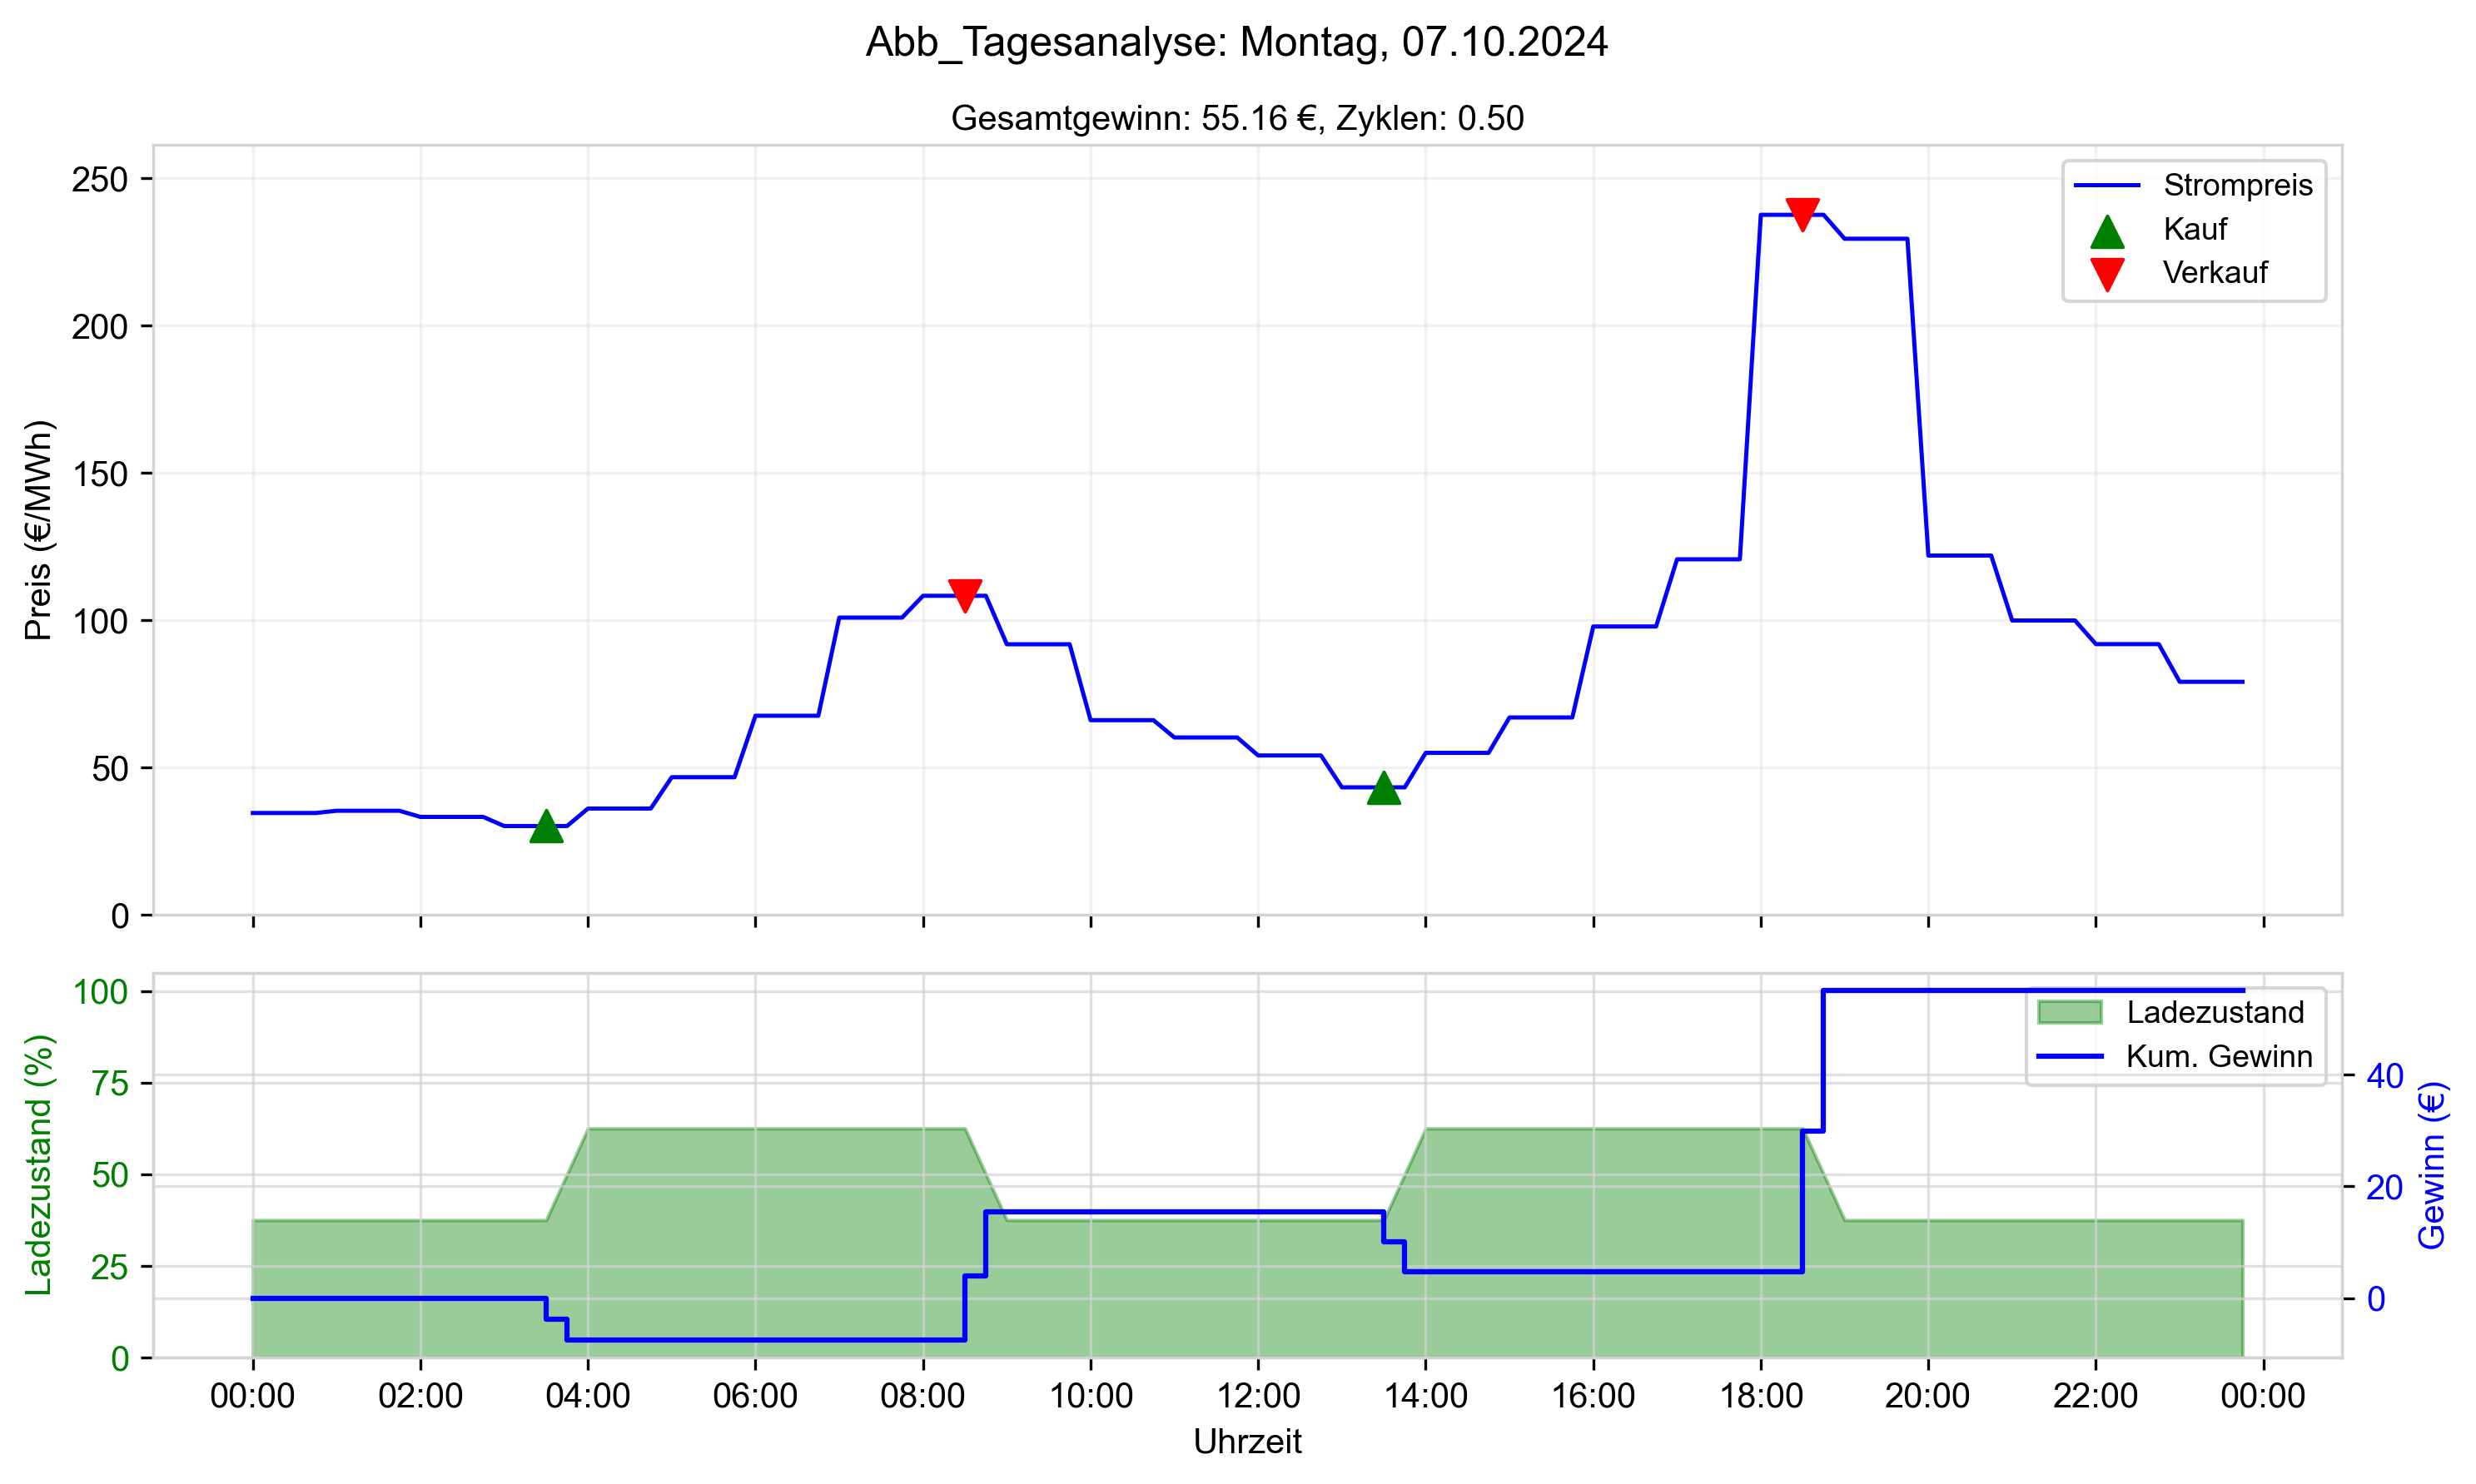 Abb_Tagesanalyse: Montag, 07.10.2024
Gesamtgewinn: 55.16 €, Zyklen: 0.50
Preis (€/MWh)
250
200
150
100
50
0
Strompreis
Kauf
Verkauf
Ladezustand (%)
100
75
50
25
0
Ladezustand
Kum. Gewinn
40
20
0
Gewinn (€)
00:00 02:00 04:00 06:00 08:00 10:00 12:00 14:00 16:00 18:00 20:00 22:00 00:00
Uhrzeit